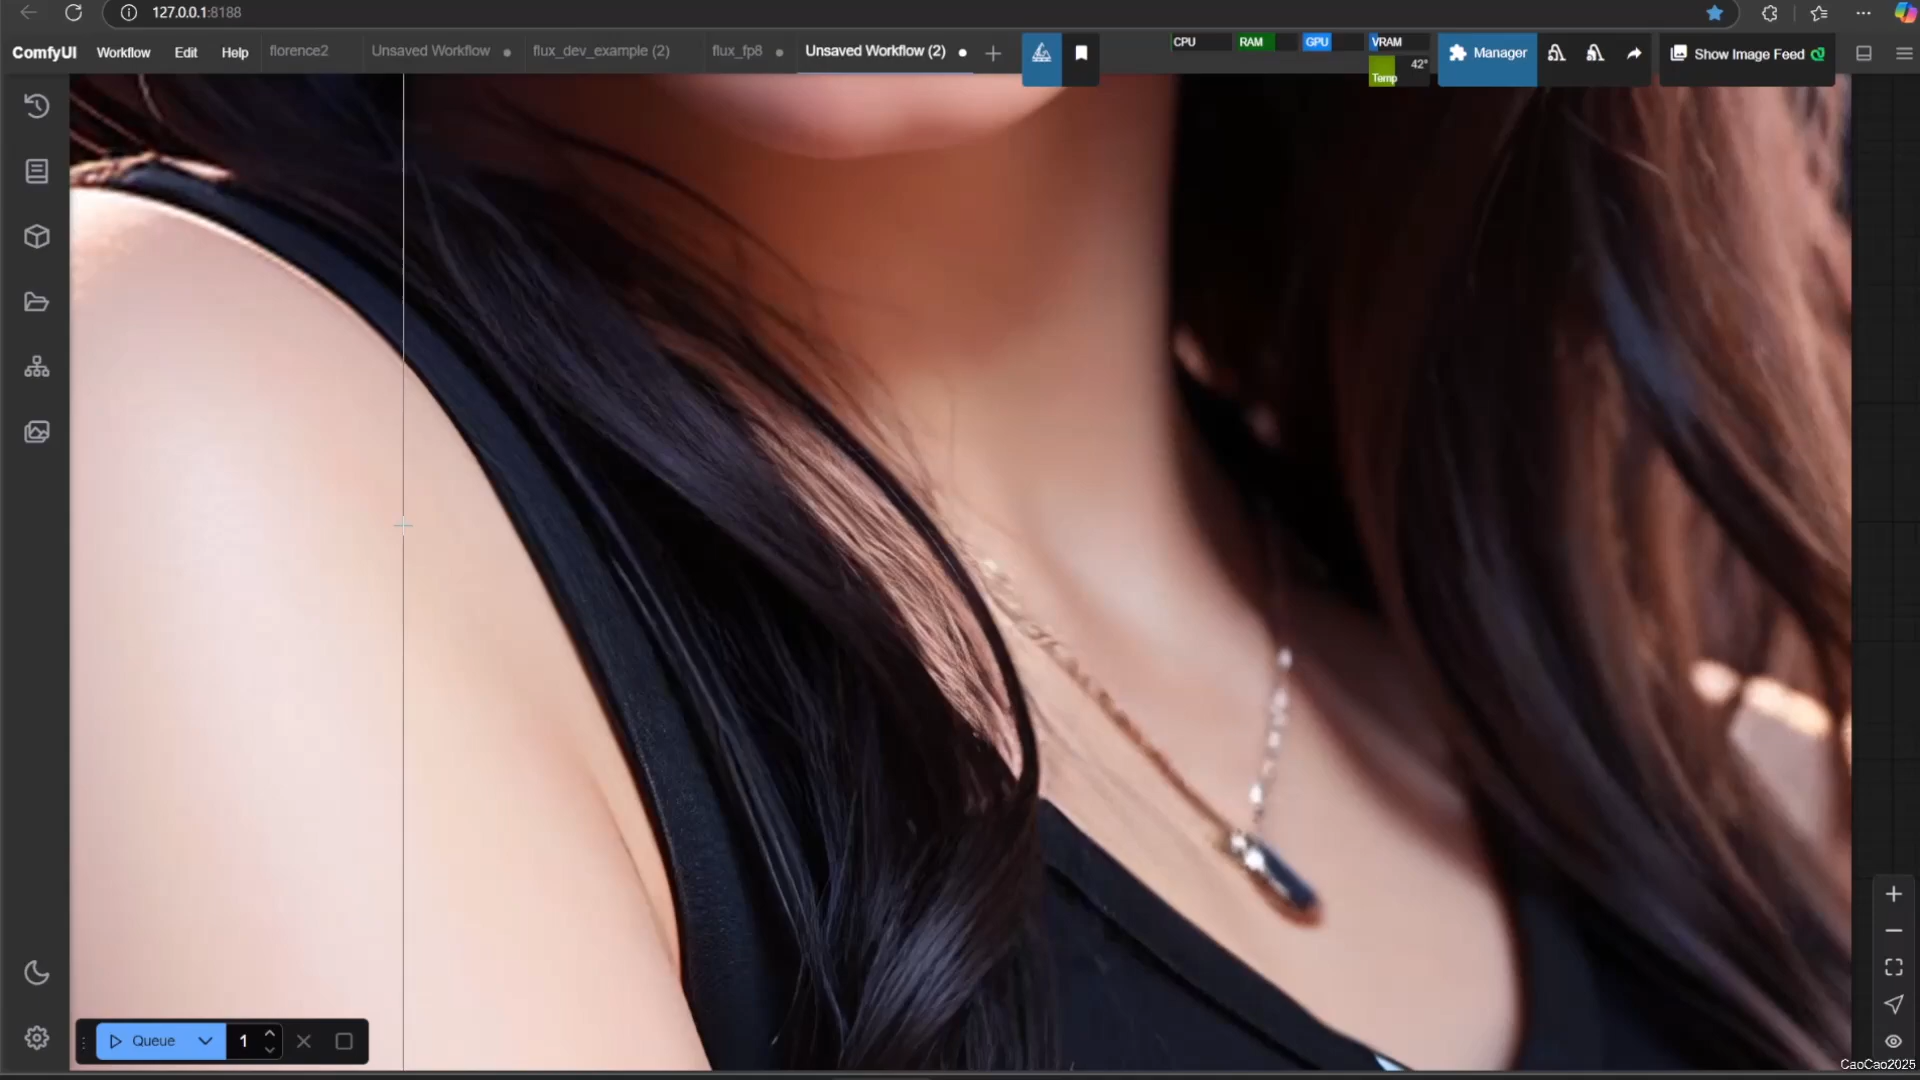 127.0.0.1:8188
ComfyUI Workflow Edit Help florence2 Unsaved Workflow flux_dev_example (2) flux_fp8 Unsaved Workflow (2) CPU RAM GPU VRAM Manager Show Image Feed
Temp 42°
Queue 1
CaoCao2025